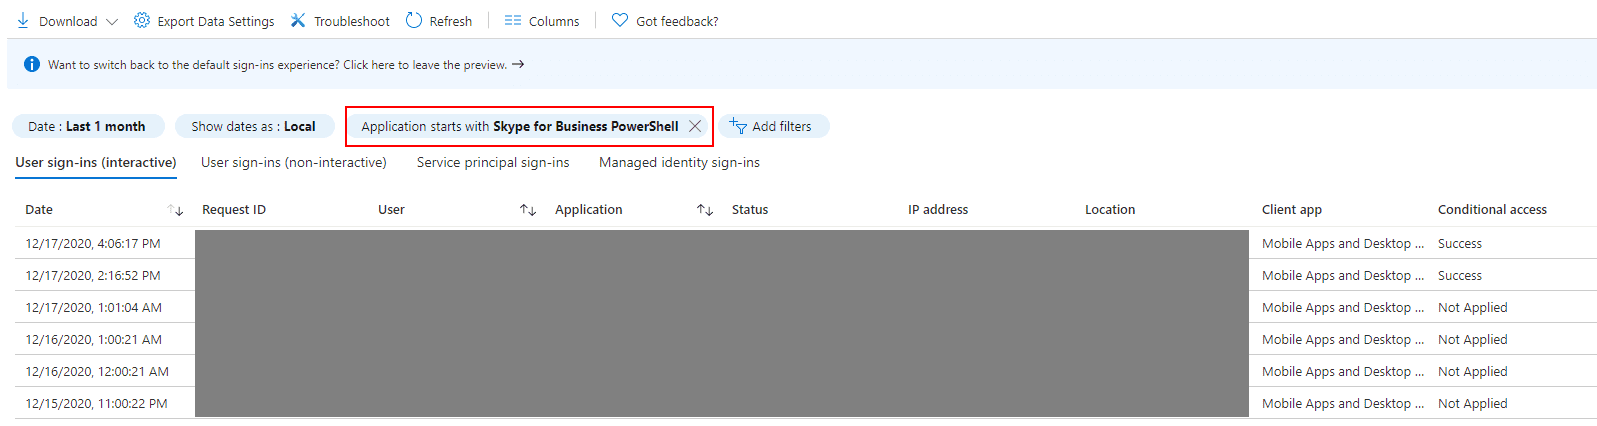 Download Export Data Settings Troubleshoot Refresh Columns Got feedback?
Want to switch back to the default sign-ins experience? Click here to leave the preview. →
Date : Last 1 month Show dates as : Local Application starts with Skype for Business PowerShell Add filters
User sign-ins (interactive) User sign-ins (non-interactive) Service principal sign-ins Managed identity sign-ins
Date Request ID User Application Status IP address Location Client app Conditional access
12/17/2020, 4:06:17 PM Mobile Apps and Desktop ... Success
12/17/2020, 2:16:52 PM Mobile Apps and Desktop ... Success
12/17/2020, 1:01:04 AM Mobile Apps and Desktop ... Not Applied
12/16/2020, 1:00:21 AM Mobile Apps and Desktop ... Not Applied
12/16/2020, 12:00:21 AM Mobile Apps and Desktop ... Not Applied
12/15/2020, 11:00:22 PM Mobile Apps and Desktop ... Not Applied